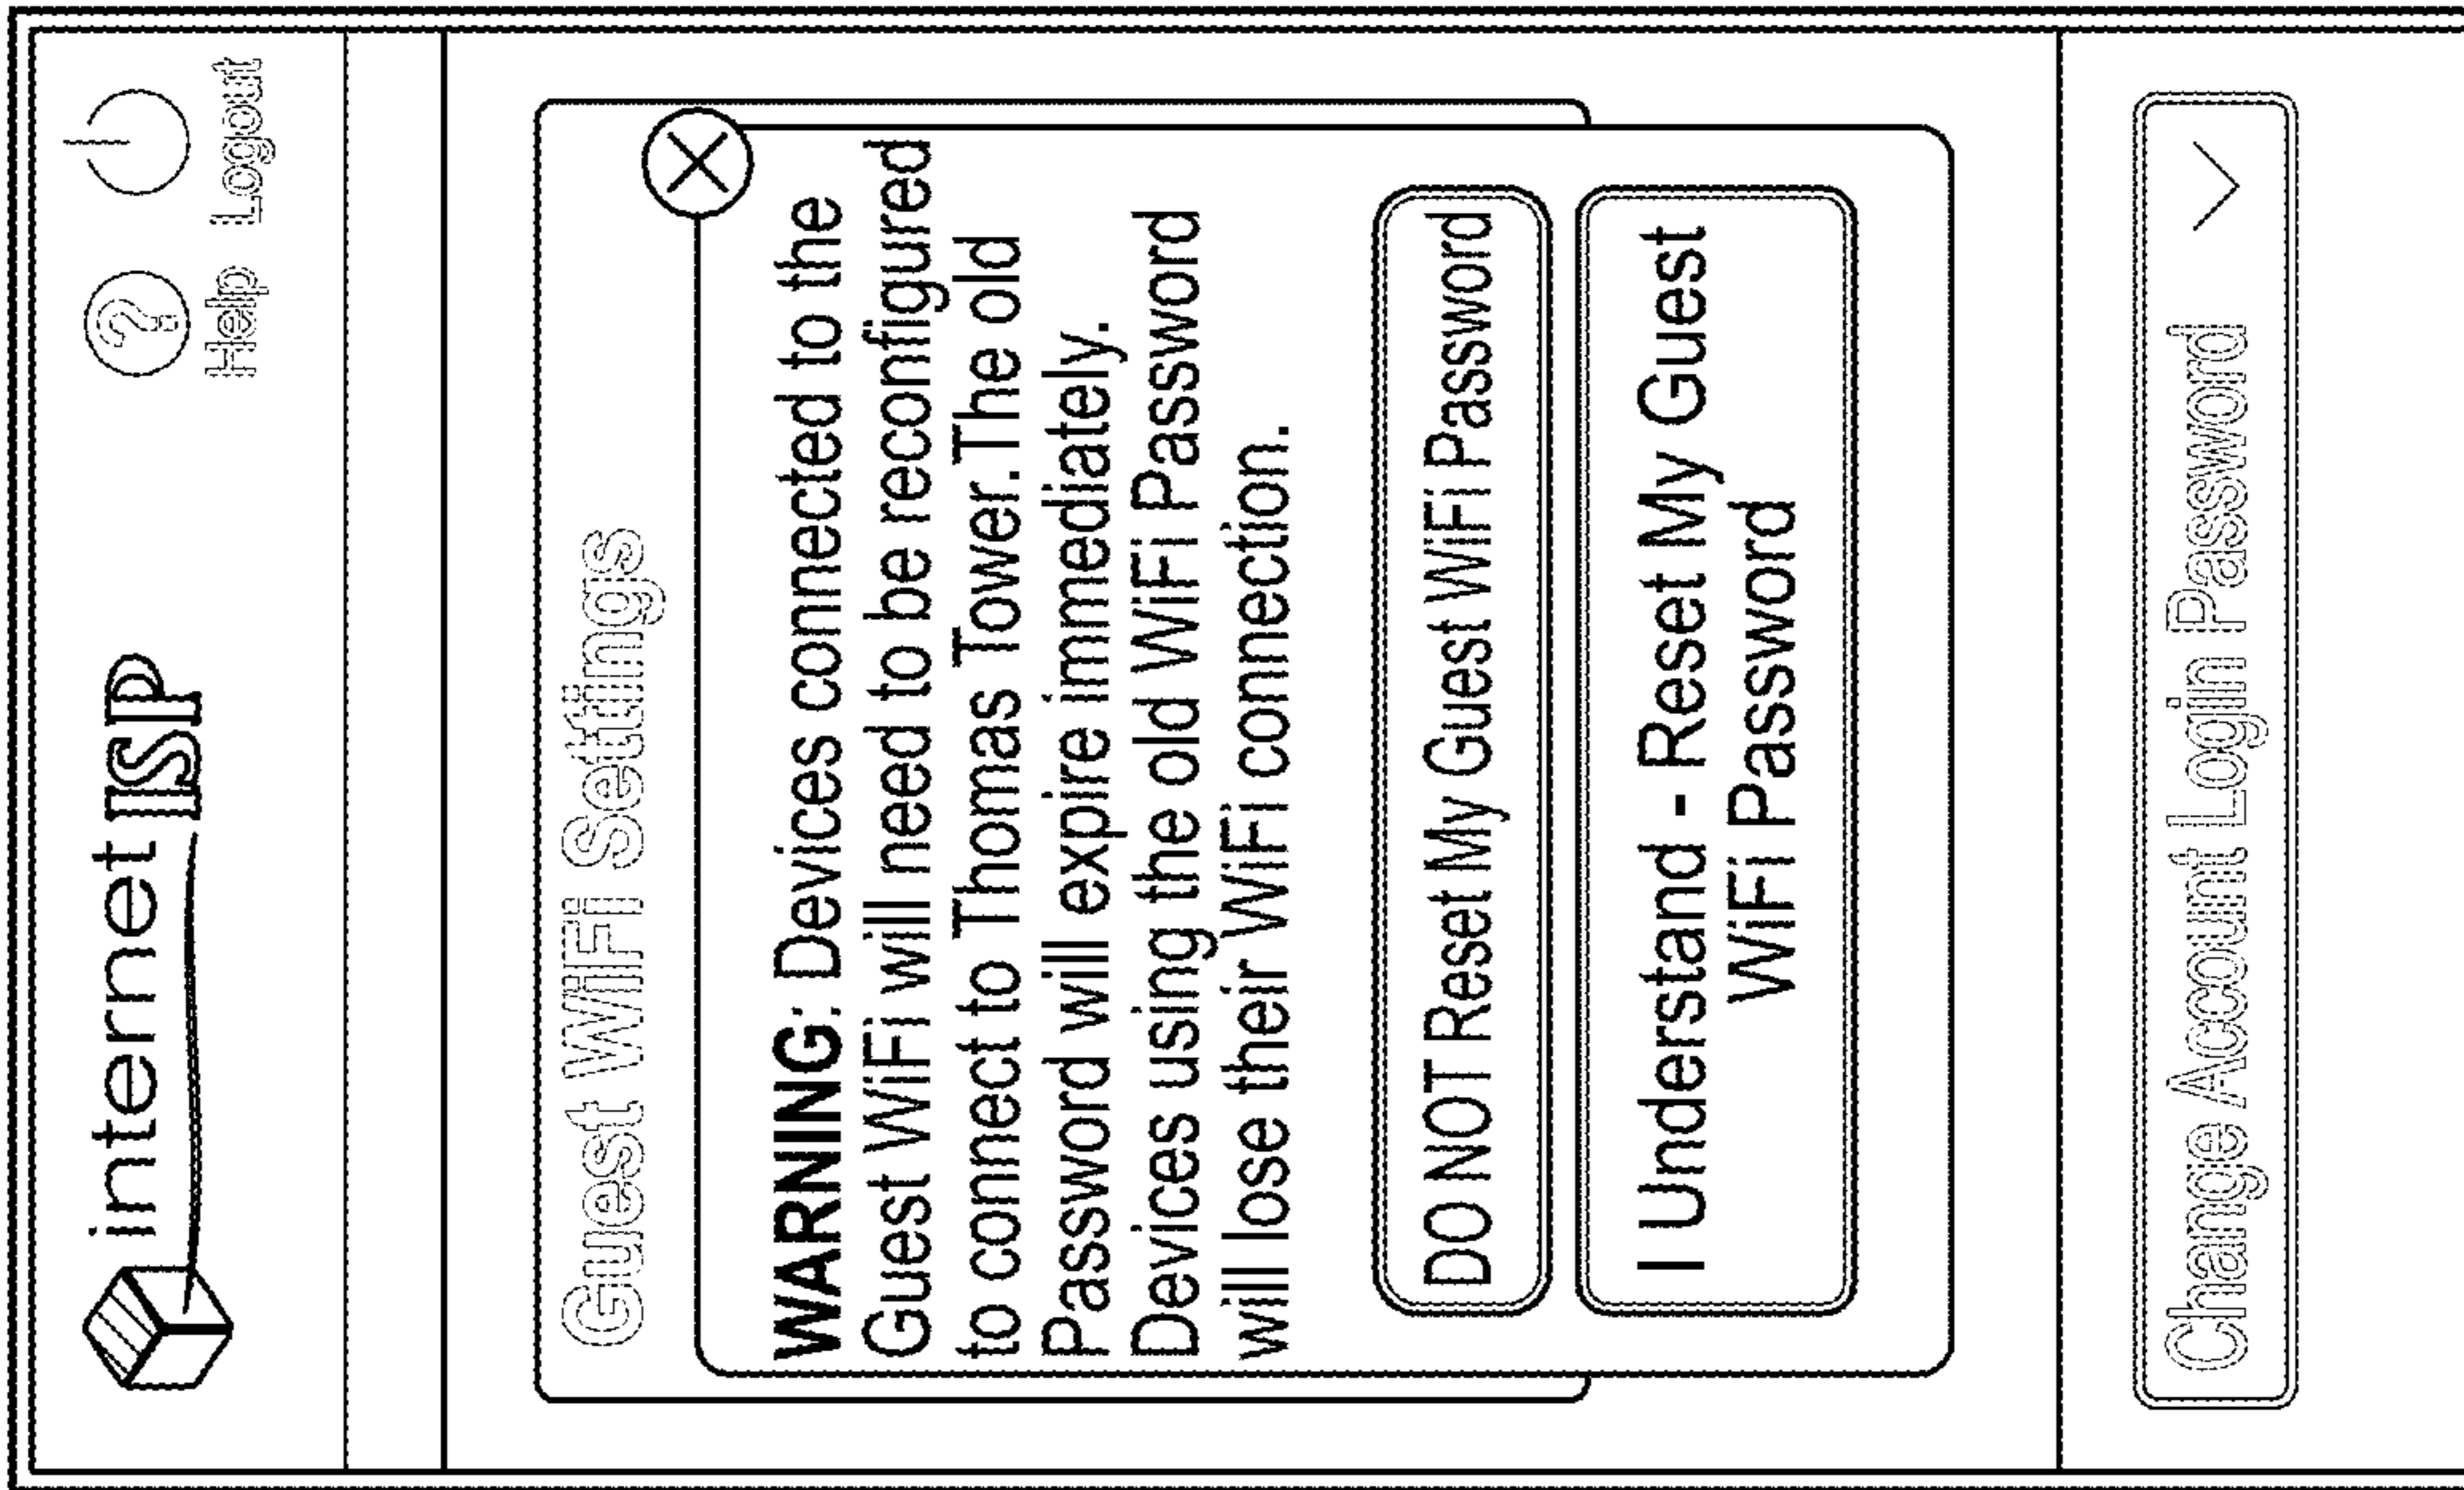 internet ISP
?
Help Logout
Guest WiFi Settings
WARNING: Devices connected to the
Guest WiFi will need to be reconfigured
to connect to Thomas Tower.The old
Password will expire immediately.
Devices using the old WiFi Password
will lose their WiFi connection.
DO NOT Reset My Guest WiFi Password
I Understand - Reset My Guest
WiFi Password
Change Account Login Password